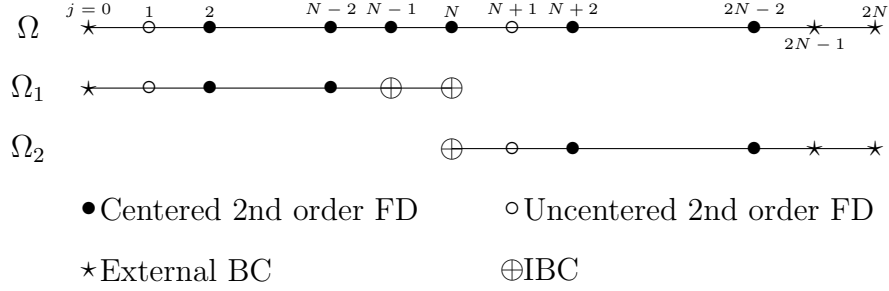 Ω j = 0 1 2 N − 2 N − 1 N N + 1 N + 2 2N − 2 2N − 1 2N
Ω₁
Ω₂
Centered 2nd order FD Uncentered 2nd order FD
External BC IBC